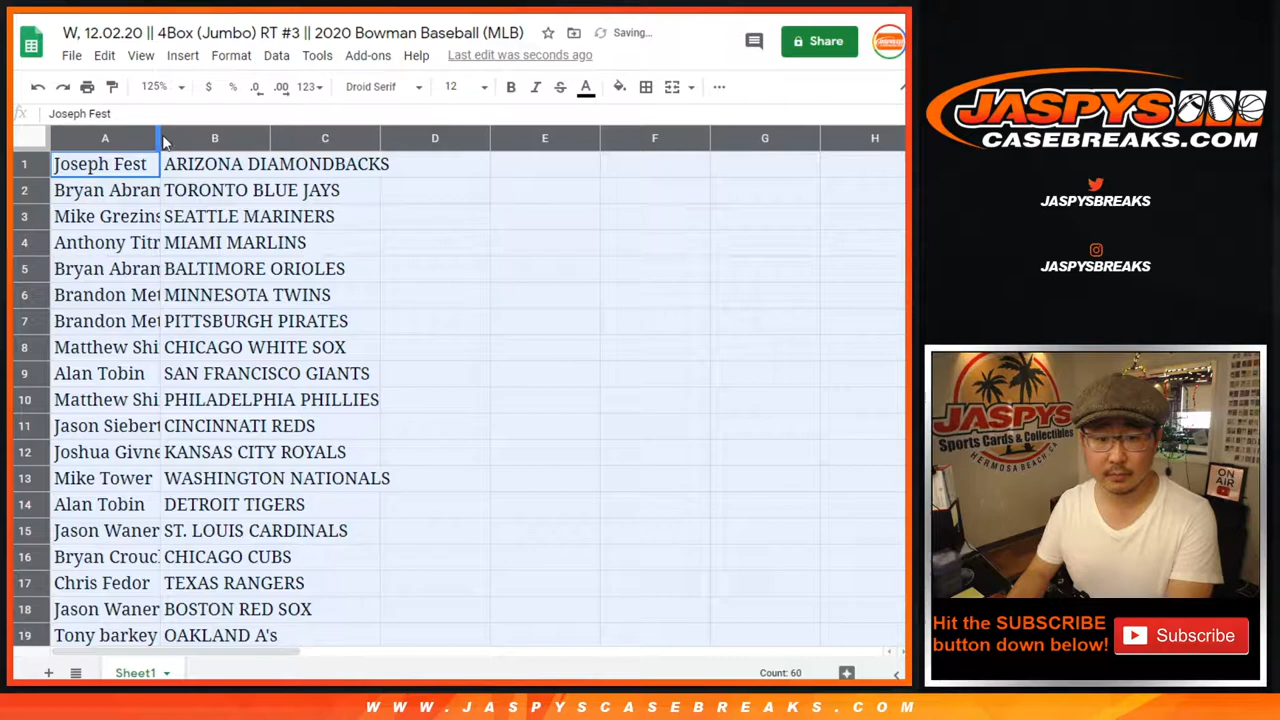 W, 12.02.20 || 4Box (Jumbo) RT #3 || 2020 Bowman Baseball (MLB)
Saving...
Share
File Edit View Insert Format Data Tools Add-ons Help Last edit was seconds ago
125% $ % .0 .00 123 Droid Serif 12 B I S A
fx Joseph Fest
A B C D E F G H
1 Joseph Fest ARIZONA DIAMONDBACKS
2 Bryan Abran TORONTO BLUE JAYS
3 Mike Grezins SEATTLE MARINERS
4 Anthony Titr MIAMI MARLINS
5 Bryan Abran BALTIMORE ORIOLES
6 Brandon Met MINNESOTA TWINS
7 Brandon Met PITTSBURGH PIRATES
8 Matthew Shi CHICAGO WHITE SOX
9 Alan Tobin SAN FRANCISCO GIANTS
10 Matthew Shi PHILADELPHIA PHILLIES
11 Jason Siebert CINCINNATI REDS
12 Joshua Givne KANSAS CITY ROYALS
13 Mike Tower WASHINGTON NATIONALS
14 Alan Tobin DETROIT TIGERS
15 Jason Waner ST. LOUIS CARDINALS
16 Bryan Crouc CHICAGO CUBS
17 Chris Fedor TEXAS RANGERS
18 Jason Waner BOSTON RED SOX
19 Tony barkey OAKLAND A's
Sheet1
Count: 60
JASPYS
CASEBREAKS.COM
JASPYSBREAKS
JASPYSBREAKS
JASPYS
Sports Cards & Collectibles
HERMOSA BEACH, CA
ON AIR
Hit the SUBSCRIBE
button down below!
Subscribe
WWW.JASPYSCASEBREAKS.COM